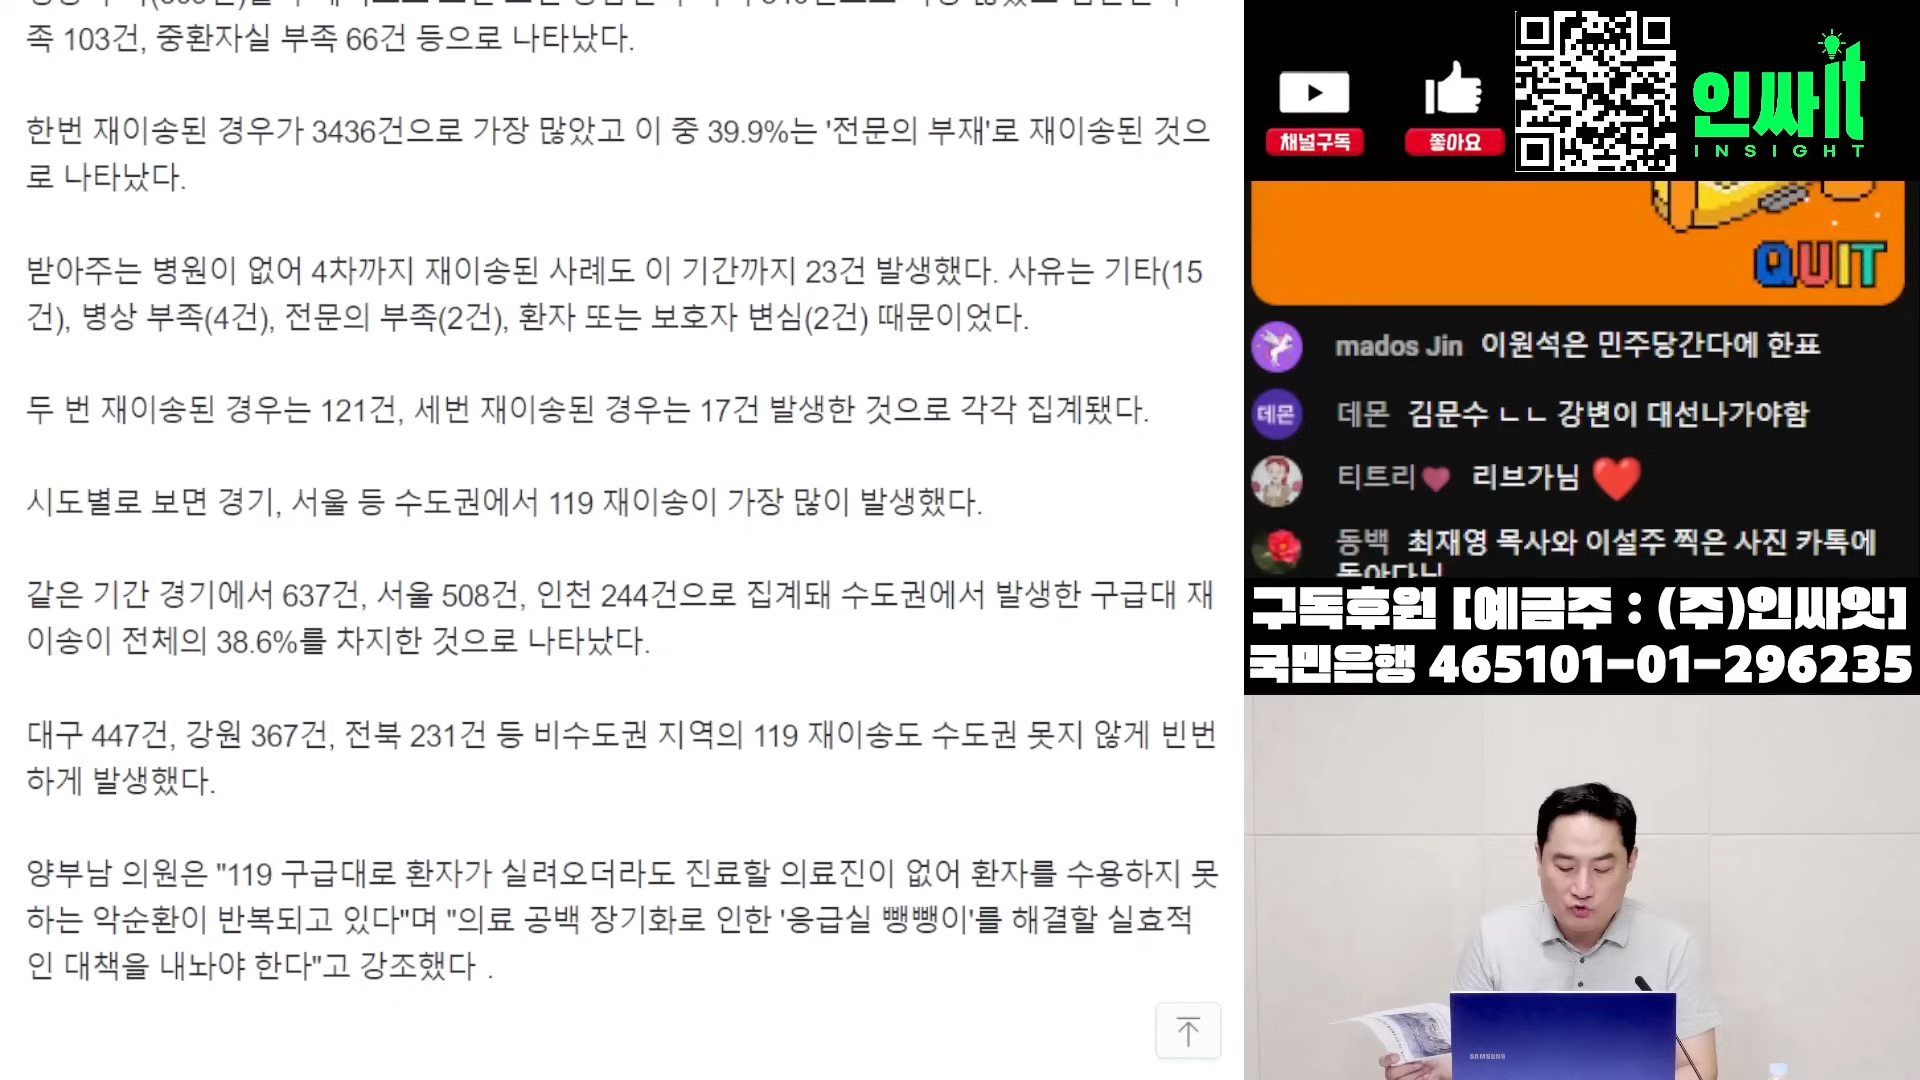 족 103건, 중환자실 부족 66건 등으로 나타났다.
한번 재이송된 경우가 3436건으로 가장 많았고 이 중 39.9%는 '전문의 부재'로 재이송된 것으
로 나타났다.
받아주는 병원이 없어 4차까지 재이송된 사례도 이 기간까지 23건 발생했다. 사유는 기타(15
건), 병상 부족(4건), 전문의 부족(2건), 환자 또는 보호자 변심(2건) 때문이었다.
두 번 재이송된 경우는 121건, 세번 재이송된 경우는 17건 발생한 것으로 각각 집계됐다.
시도별로 보면 경기, 서울 등 수도권에서 119 재이송이 가장 많이 발생했다.
같은 기간 경기에서 637건, 서울 508건, 인천 244건으로 집계돼 수도권에서 발생한 구급대 재
이송이 전체의 38.6%를 차지한 것으로 나타났다.
대구 447건, 강원 367건, 전북 231건 등 비수도권 지역의 119 재이송도 수도권 못지 않게 빈번
하게 발생했다.
양부남 의원은 "119 구급대로 환자가 실려오더라도 진료할 의료진이 없어 환자를 수용하지 못
하는 악순환이 반복되고 있다"며 "의료 공백 장기화로 인한 '응급실 뺑뺑이'를 해결할 실효적
인 대책을 내놔야 한다"고 강조했다 .
채널구독
좋아요
인싸it
INSIGHT
QUIT
mados Jin 이원석은 민주당간다에 한표
데몬 데몬 김문수 ㄴㄴ 강변이 대선나가야함
티트리 리브가님
동백 최재영 목사와 이설주 찍은 사진 카톡에
구독후원 [예금주 : (주)인싸잇]
국민은행 465101-01-296235
SAMSUNG